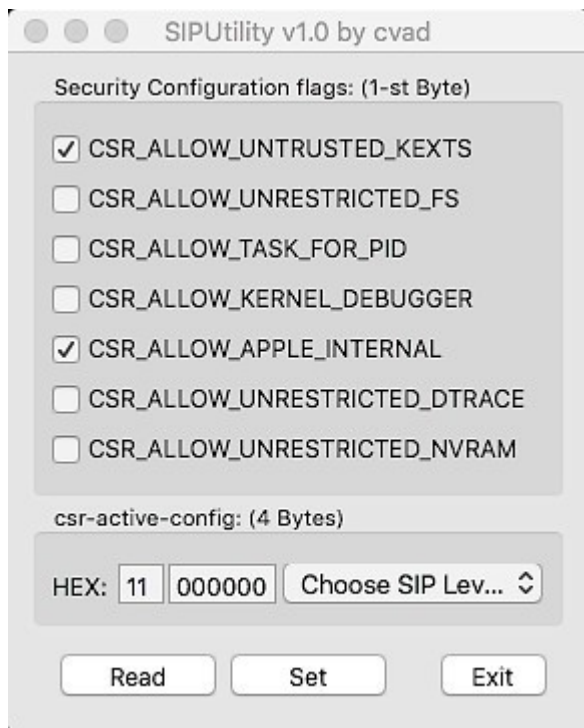 SIPUtility v1.0 by cvad
Security Configuration flags: (1-st Byte)
CSR_ALLOW_UNTRUSTED_KEXTS
CSR_ALLOW_UNRESTRICTED_FS
CSR_ALLOW_TASK_FOR_PID
CSR_ALLOW_KERNEL_DEBUGGER
CSR_ALLOW_APPLE_INTERNAL
CSR_ALLOW_UNRESTRICTED_DTRACE
CSR_ALLOW_UNRESTRICTED_NVRAM
csr-active-config: (4 Bytes)
HEX: 11 000000 Choose SIP Lev...
Read Set Exit